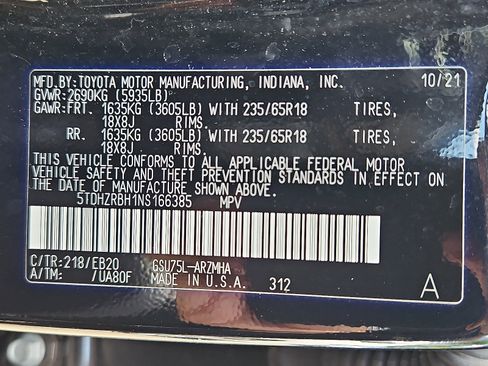 MFD.BY:TOYOTA MOTOR MANUFACTURING, INDIANA, INC. 10/21
GVWR:2690KG (5935LB)
GAWR:FRT. 1635KG (3605LB) WITH 235/65R18 TIRES,
18X8J RIMS.
RR. 1635KG (3605LB) WITH 235/65R18 TIRES,
18X8J RIMS.
THIS VEHICLE CONFORMS TO ALL APPLICABLE FEDERAL MOTOR
VEHICLE SAFETY AND THEFT PREVENTION STANDARDS IN EFFECT ON
THE DATE OF MANUFACTURE SHOWN ABOVE.
5TDHZRBH1NS166385 MPV
C/TR:218/EB20 GSU75L-ARZMHA
A/TM: /UA80F MADE IN U.S.A. 312 A